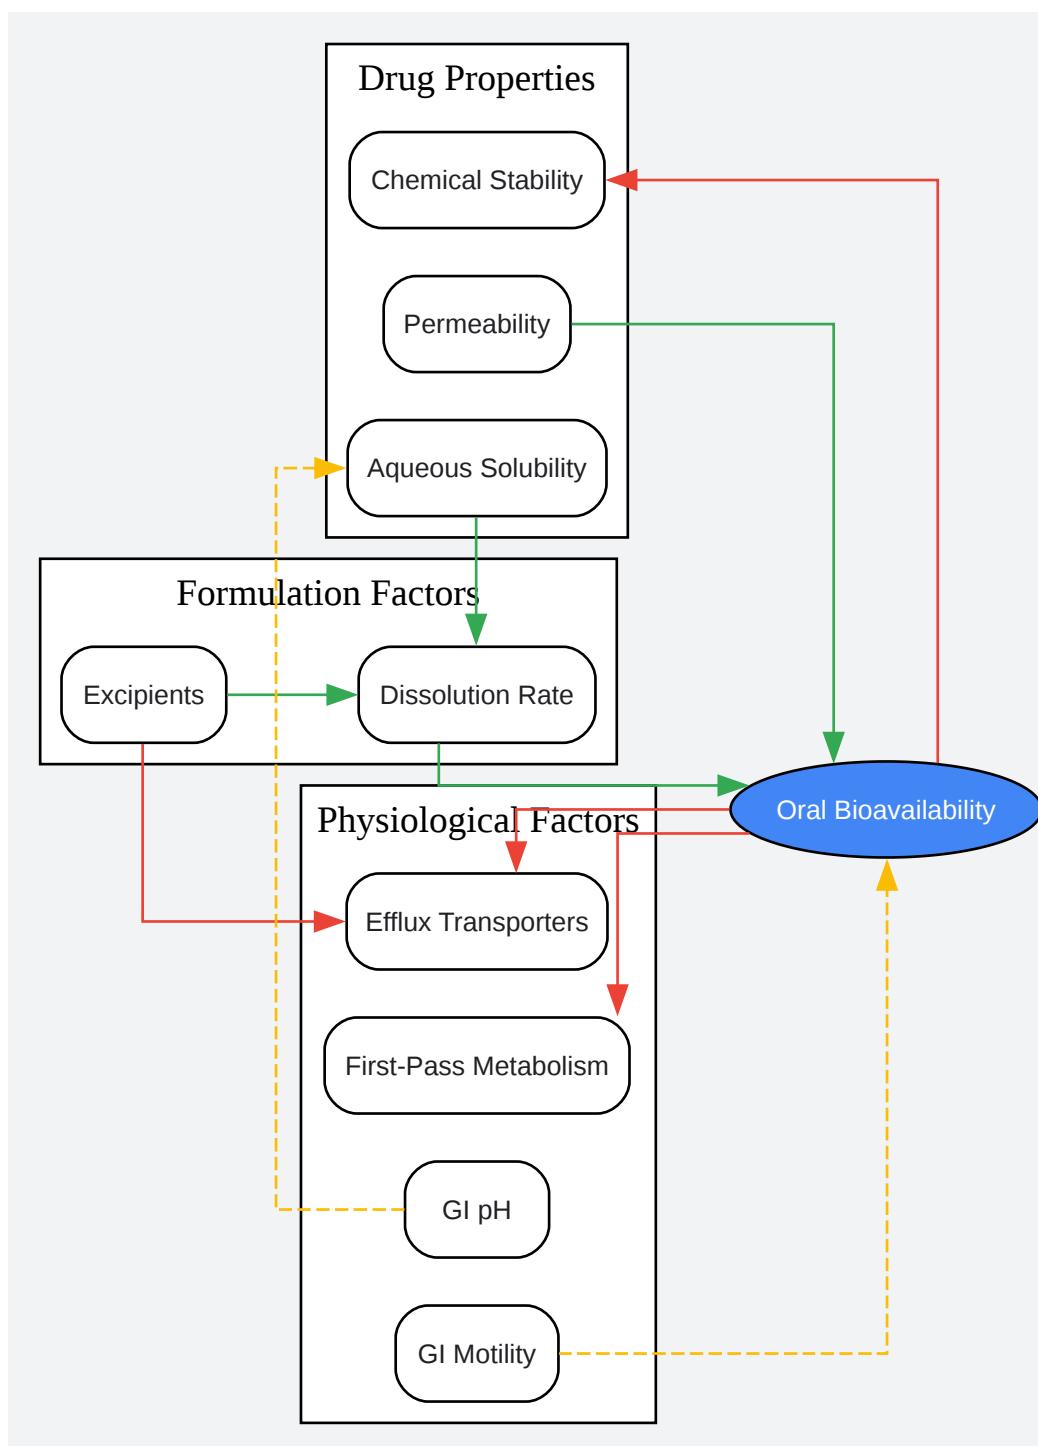 Drug Properties
Chemical Stability
Permeability
Aqueous Solubility
Formulation Factors
Excipients
Dissolution Rate
Oral Bioavailability
Physiological Factors
Efflux Transporters
First-Pass Metabolism
GI pH
GI Motility